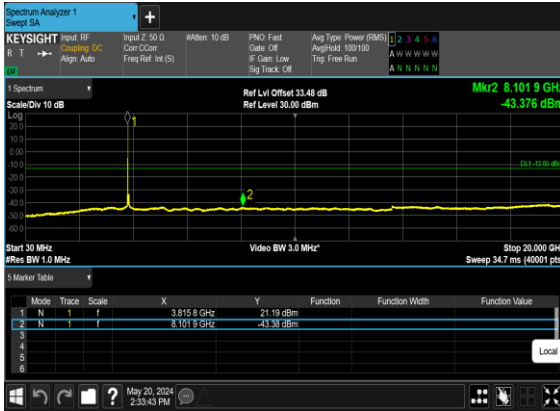 Spectrum Analyzer 1
Swept SA
+
KEYSIGHT Input: RF Input Z: 50 Ω #Atten: 10 dB PNO: Fast Avg Type: Power (RMS) 1 2 3 4 5 6
R T Coupling: DC Corr CCorr Gate: Off Avg|Hold: 100/100 A W W W W W
Align: Auto Freq Ref: Int (S) IF Gain: Low Trig: Free Run
Sig Track: Off A N N N N N
1 Spectrum Ref Lvl Offset 33.48 dB Mkr2 8.101 9 GHz
Scale/Div 10 dB Ref Level 30.00 dBm -43.376 dBm
Log
20.0
10.0
0.00
-10.0
-20.0
-30.0
-40.0
-50.0
-60.0
1
2
DL1 -13.00 dBm
Start 30 MHz Video BW 3.0 MHz* Stop 20.000 GHz
#Res BW 1.0 MHz Sweep 34.7 ms (40001 pts)
5 Marker Table
Mode Trace Scale X Y Function Function Width Function Value
1 N 1 f 3.815 8 GHz 21.19 dBm
2 N 1 f 8.101 9 GHz -43.38 dBm
3
4
5
6
Local
? May 20, 2024
2:33:43 PM